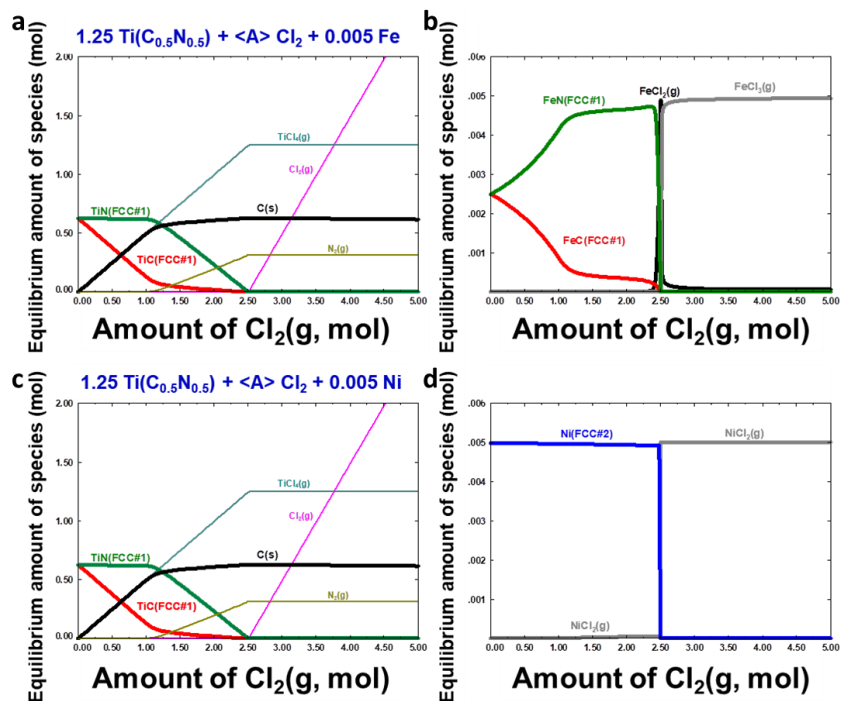 a
1.25 Ti(C0.5N0.5) + <A> Cl2 + 0.005 Fe
Equilibrium amount of species (mol)
2.00
1.50
1.00
0.50
0.00
TiCl4(g)
Cl2(g)
TiN(FCC#1)
C(s)
TiC(FCC#1)
N2(g)
0.00 0.50 1.00 1.50 2.00 2.50 3.00 3.50 4.00 4.50 5.00
Amount of Cl2(g, mol)
b
Equilibrium amount of species (mol)
.006
.005
.004
.003
.002
.001
FeN(FCC#1)
FeCl2(g)
FeCl3(g)
FeC(FCC#1)
0.00 0.50 1.00 1.50 2.00 2.50 3.00 3.50 4.00 4.50 5.00
Amount of Cl2(g, mol)
c
1.25 Ti(C0.5N0.5) + <A> Cl2 + 0.005 Ni
Equilibrium amount of species (mol)
2.00
1.50
1.00
0.50
0.00
TiCl4(g)
Cl2(g)
TiN(FCC#1)
C(s)
TiC(FCC#1)
N2(g)
0.00 0.50 1.00 1.50 2.00 2.50 3.00 3.50 4.00 4.50 5.00
Amount of Cl2(g, mol)
d
Equilibrium amount of species (mol)
.006
.005
.004
.003
.002
.001
Ni(FCC#2)
NiCl2(g)
NiCl2(g)
0.00 0.50 1.00 1.50 2.00 2.50 3.00 3.50 4.00 4.50 5.00
Amount of Cl2(g, mol)